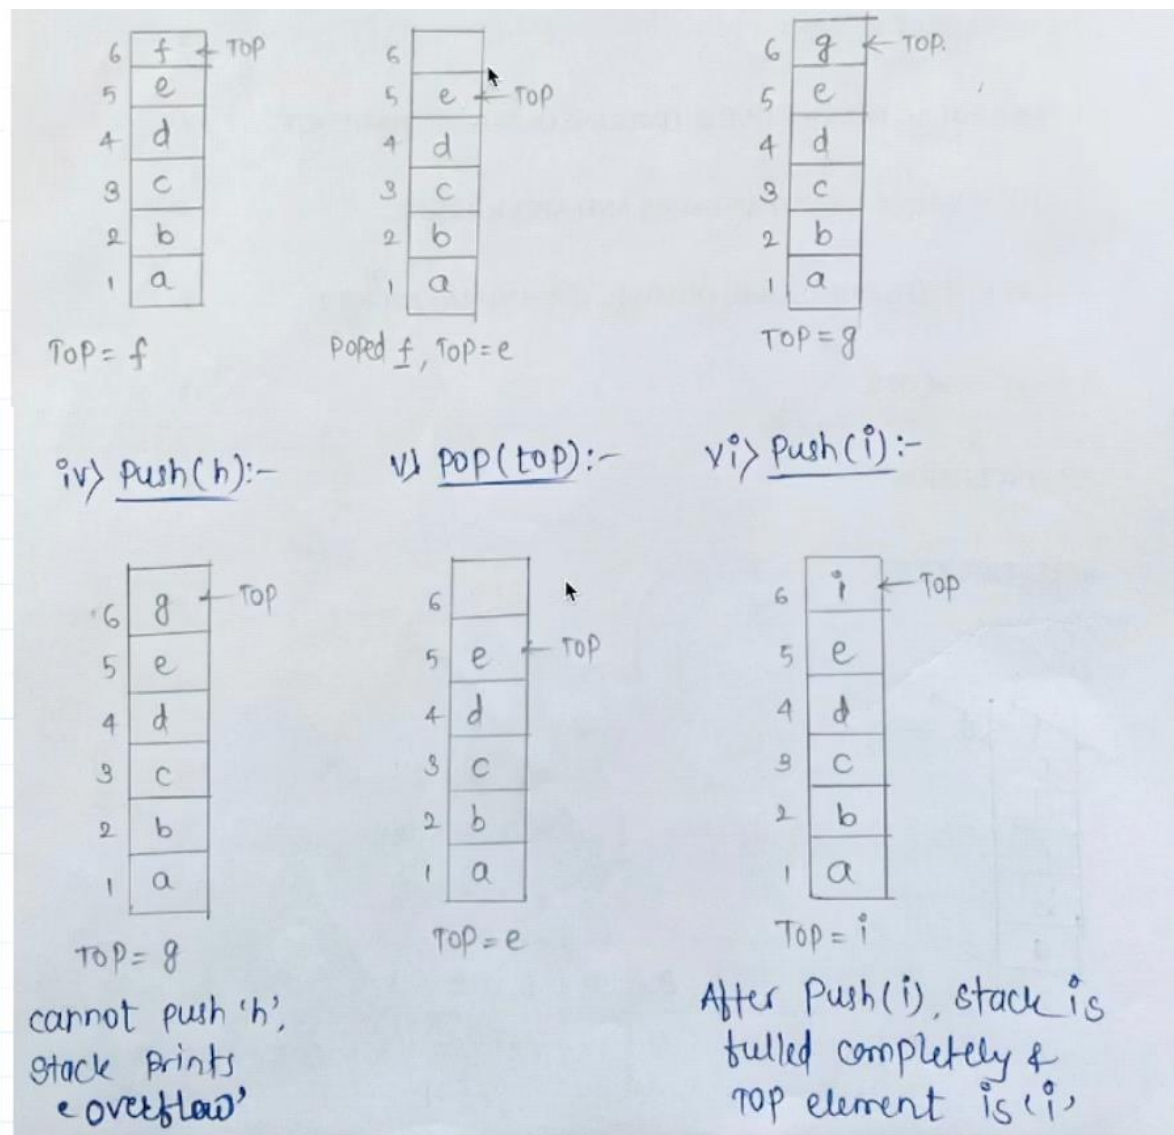 6 f ← TOP
5 e
4 d
3 c
2 b
1 a
TOP = f
6
5 e ← TOP
4 d
3 c
2 b
1 a
Poped f, TOP=e
6 g ← TOP.
5 e
4 d
3 c
2 b
1 a
TOP = g
iv) Push(h):-
v) POP(top):-
vi) Push(i):-
6 g ← TOP
5 e
4 d
3 c
2 b
1 a
TOP = g
cannot push 'h',
stack prints
'overflow'
6
5 e ← TOP
4 d
3 c
2 b
1 a
TOP = e
6 i ← TOP
5 e
4 d
3 c
2 b
1 a
TOP = i
After Push(i), stack is
fulled completely &
TOP element is 'i'